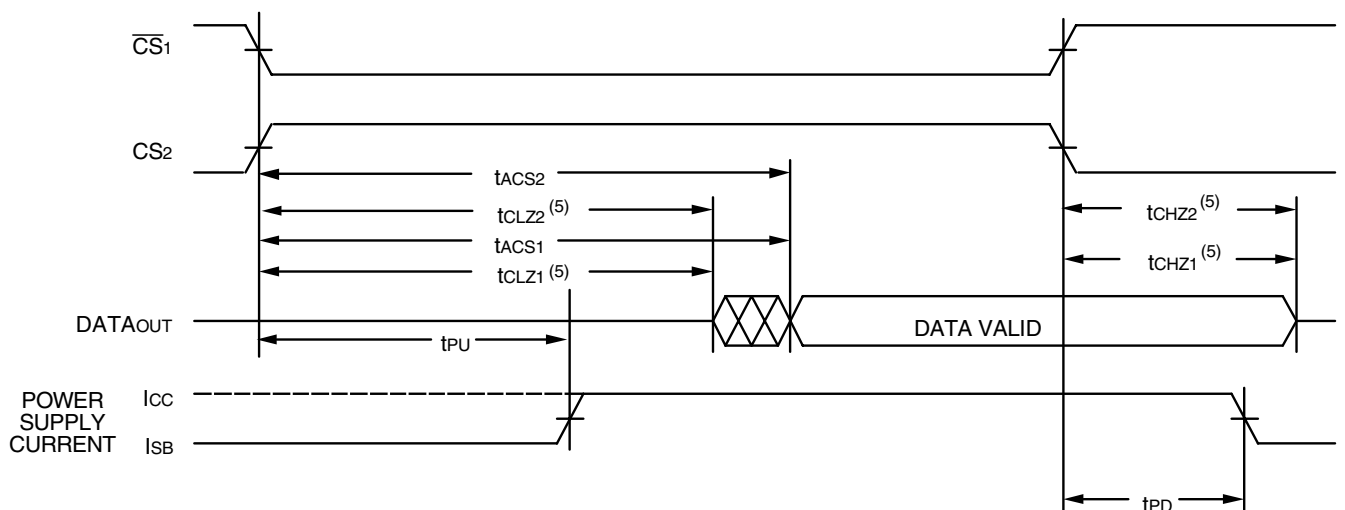 CS1
CS2
tACS2
tCLZ2 (5)
tCHZ2 (5)
tACS1
tCLZ1 (5)
tCHZ1 (5)
DATAOUT
DATA VALID
tPU
POWER
SUPPLY
CURRENT
ICC
ISB
tPD